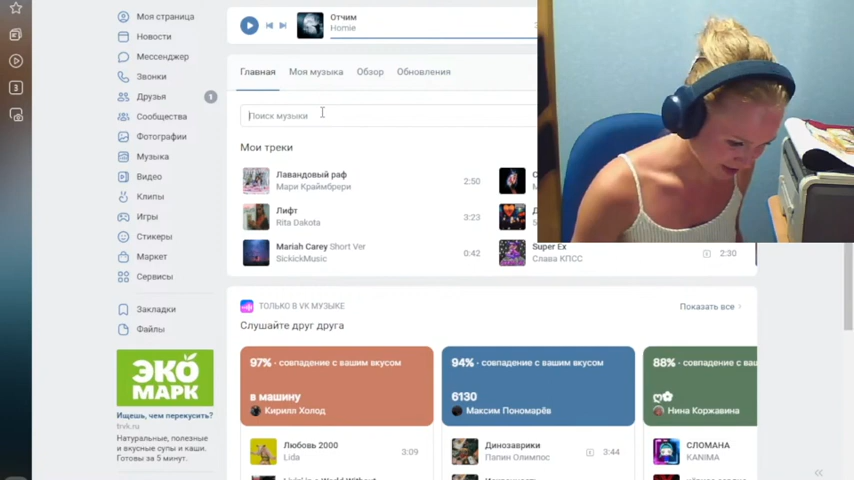 Моя страница
Новости
Мессенджер
Звонки
Друзья 1
Сообщества
Фотографии
Музыка
Видео
Клипы
Игры
Стикеры
Маркет
Сервисы
Закладки
Файлы
3
ЭКО
МАРК
Ищешь, чем перекусить?
trvk.ru
Натуральные, полезные
и вкусные супы и каши.
Готовы за 5 минут.
Отчим
Homie
Главная Моя музыка Обзор Обновления
Поиск музыки
Мои треки
Лавандовый раф
Мари Краймбрери
2:50
Лифт
Rita Dakota
3:23
Mariah Carey Short Ver
SickickMusic
0:42
Super Ex
Слава КПСС
2:30
ТОЛЬКО В VK МУЗЫКЕ
Показать все
Слушайте друг друга
97% - совпадение с вашим вкусом
в машину
Кирилл Холод
Любовь 2000
Lida
3:09
94% - совпадение с вашим вкусом
6130
Максим Пономарёв
Динозаврики
Папин Олимпос
3:44
88% - совпадение с ваш
Нина Коржавина
СЛОМАНА
KANIMA